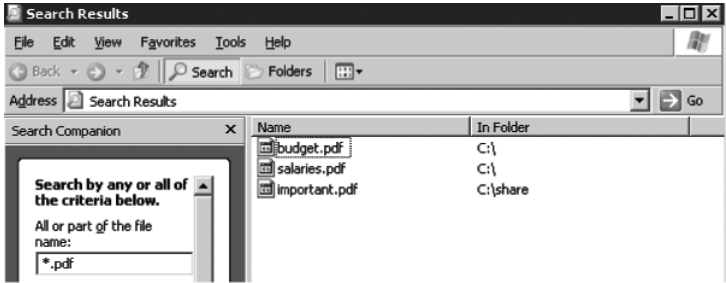 Search Results
File Edit View Favorites Tools Help
Back Search Folders
Address Search Results Go
Search Companion x Name In Folder
budget.pdf C:\
salaries.pdf C:\
important.pdf C:\share
Search by any or all of
the criteria below.
All or part of the file
name:
*.pdf